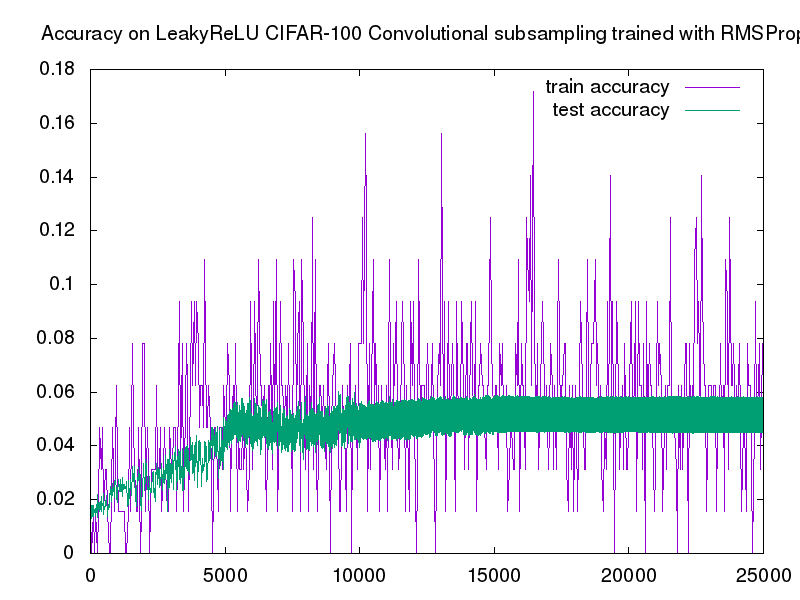 Accuracy on LeakyReLU CIFAR-100 Convolutional subsampling trained with RMSProp
train accuracy
test accuracy
0.18
0.16
0.14
0.12
0.1
0.08
0.06
0.04
0.02
0
0 5000 10000 15000 20000 25000